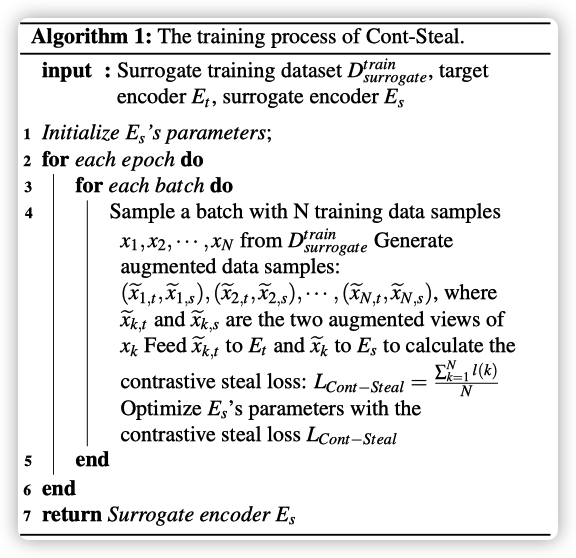 Algorithm 1: The training process of Cont-Steal.
input : Surrogate training dataset $D_{surrogate}^{train}$, target
encoder $E_t$, surrogate encoder $E_s$
1 Initialize $E_s$'s parameters;
2 for each epoch do
3 for each batch do
4 Sample a batch with N training data samples
$x_1, x_2, \cdots, x_N$ from $D_{surrogate}^{train}$ Generate
augmented data samples:
$(\widetilde{x}_{1,t}, \widetilde{x}_{1,s}), (\widetilde{x}_{2,t}, \widetilde{x}_{2,s}), \cdots, (\widetilde{x}_{N,t}, \widetilde{x}_{N,s})$, where
$\widetilde{x}_{k,t}$ and $\widetilde{x}_{k,s}$ are the two augmented views of
$x_k$ Feed $\widetilde{x}_{k,t}$ to $E_t$ and $\widetilde{x}_k$ to $E_s$ to calculate the
contrastive steal loss: $L_{Cont-Steal} = \frac{\sum_{k=1}^{N} l(k)}{N}$
Optimize $E_s$'s parameters with the
contrastive steal loss $L_{Cont-Steal}$
5 end
6 end
7 return Surrogate encoder $E_s$